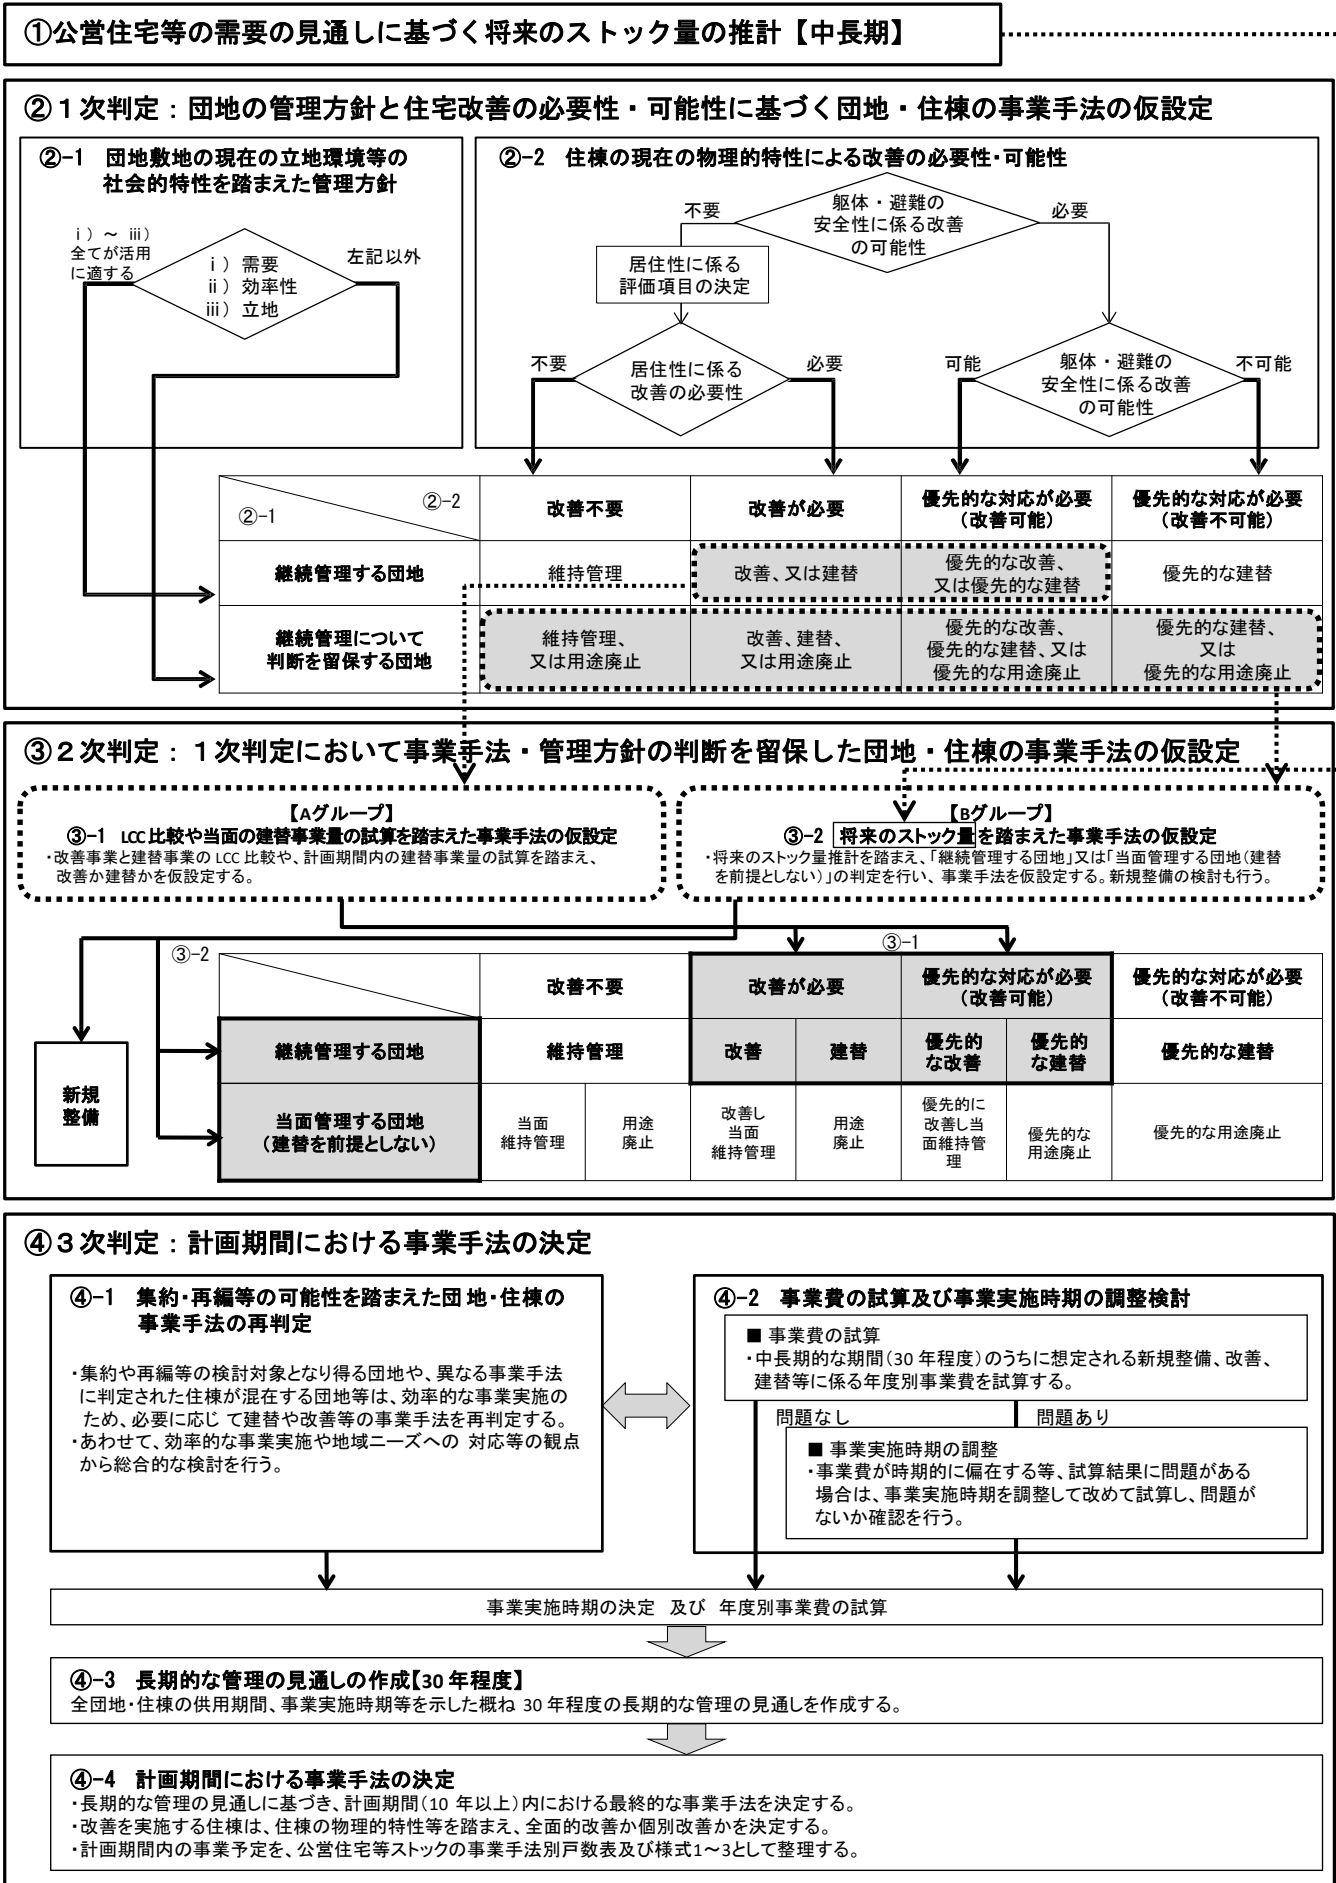 ①公営住宅等の需要の見通しに基づく将来のストック量の推計【中長期】
②１次判定：団地の管理方針と住宅改善の必要性・可能性に基づく団地・住棟の事業手法の仮設定
②-1　団地敷地の現在の立地環境等の
社会的特性を踏まえた管理方針
ⅰ）～ ⅲ）
全てが活用
に適する
ⅰ）需要
ⅱ）効率性
ⅲ）立地
左記以外
②-2　住棟の現在の物理的特性による改善の必要性・可能性
不要
躯体・避難の
安全性に係る改善
の可能性
必要
居住性に係る
評価項目の決定
不要
居住性に係る
改善の必要性
必要
可能
躯体・避難の
安全性に係る改善
の可能性
不可能
②-1
②-2
改善不要
改善が必要
優先的な対応が必要
（改善可能）
優先的な対応が必要
（改善不可能）
継続管理する団地
維持管理
改善、又は建替
優先的な改善、
又は優先的な建替
優先的な建替
継続管理について
判断を留保する団地
維持管理、
又は用途廃止
改善、建替、
又は用途廃止
優先的な改善、
優先的な建替、又は
優先的な用途廃止
優先的な建替、
又は
優先的な用途廃止
③２次判定：１次判定において事業手法・管理方針の判断を留保した団地・住棟の事業手法の仮設定
【Aグループ】
③-1 LCC比較や当面の建替事業量の試算を踏まえた事業手法の仮設定
・改善事業と建替事業の LCC 比較や、計画期間内の建替事業量の試算を踏まえ、
改善か建替かを仮設定する。
【Bグループ】
③-2 将来のストック量を踏まえた事業手法の仮設定
・将来のストック量推計を踏まえ、「継続管理する団地」又は「当面管理する団地（建替
を前提としない）」の判定を行い、事業手法を仮設定する。新規整備の検討も行う。
③-2
③-1
改善不要
改善が必要
優先的な対応が必要
（改善可能）
優先的な対応が必要
（改善不可能）
新規
整備
継続管理する団地
維持管理
改善
建替
優先的
な改善
優先的
な建替
優先的な建替
当面管理する団地
（建替を前提としない）
当面
維持管理
用途
廃止
改善し
当面
維持管理
用途
廃止
優先的に
改善し当
面維持管
理
優先的な
用途廃止
優先的な用途廃止
④３次判定：計画期間における事業手法の決定
④-1　集約・再編等の可能性を踏まえた団地・住棟の
事業手法の再判定
・集約や再編等の検討対象となり得る団地や、異なる事業手法
に判定された住棟が混在する団地等は、効率的な事業実施の
ため、必要に応じて建替や改善等の事業手法を再判定する。
・あわせて、効率的な事業実施や地域ニーズへの対応等の観点
から総合的な検討を行う。
④-2　事業費の試算及び事業実施時期の調整検討
■ 事業費の試算
・中長期的な期間（30 年程度）のうちに想定される新規整備、改善、
建替等に係る年度別事業費を試算する。
問題なし
問題あり
■ 事業実施時期の調整
・事業費が時期的に偏在する等、試算結果に問題がある
場合は、事業実施時期を調整して改めて試算し、問題が
ないか確認を行う。
事業実施時期の決定 及び 年度別事業費の試算
④-3　長期的な管理の見通しの作成【30 年程度】
全団地・住棟の供用期間、事業実施時期等を示した概ね 30 年程度の長期的な管理の見通しを作成する。
④-4　計画期間における事業手法の決定
・長期的な管理の見通しに基づき、計画期間（10 年以上）内における最終的な事業手法を決定する。
・改善を実施する住棟は、住棟の物理的特性等を踏まえ、全面的改善か個別改善かを決定する。
・計画期間内の事業予定を、公営住宅等ストックの事業手法別戸数表及び様式1～3として整理する。